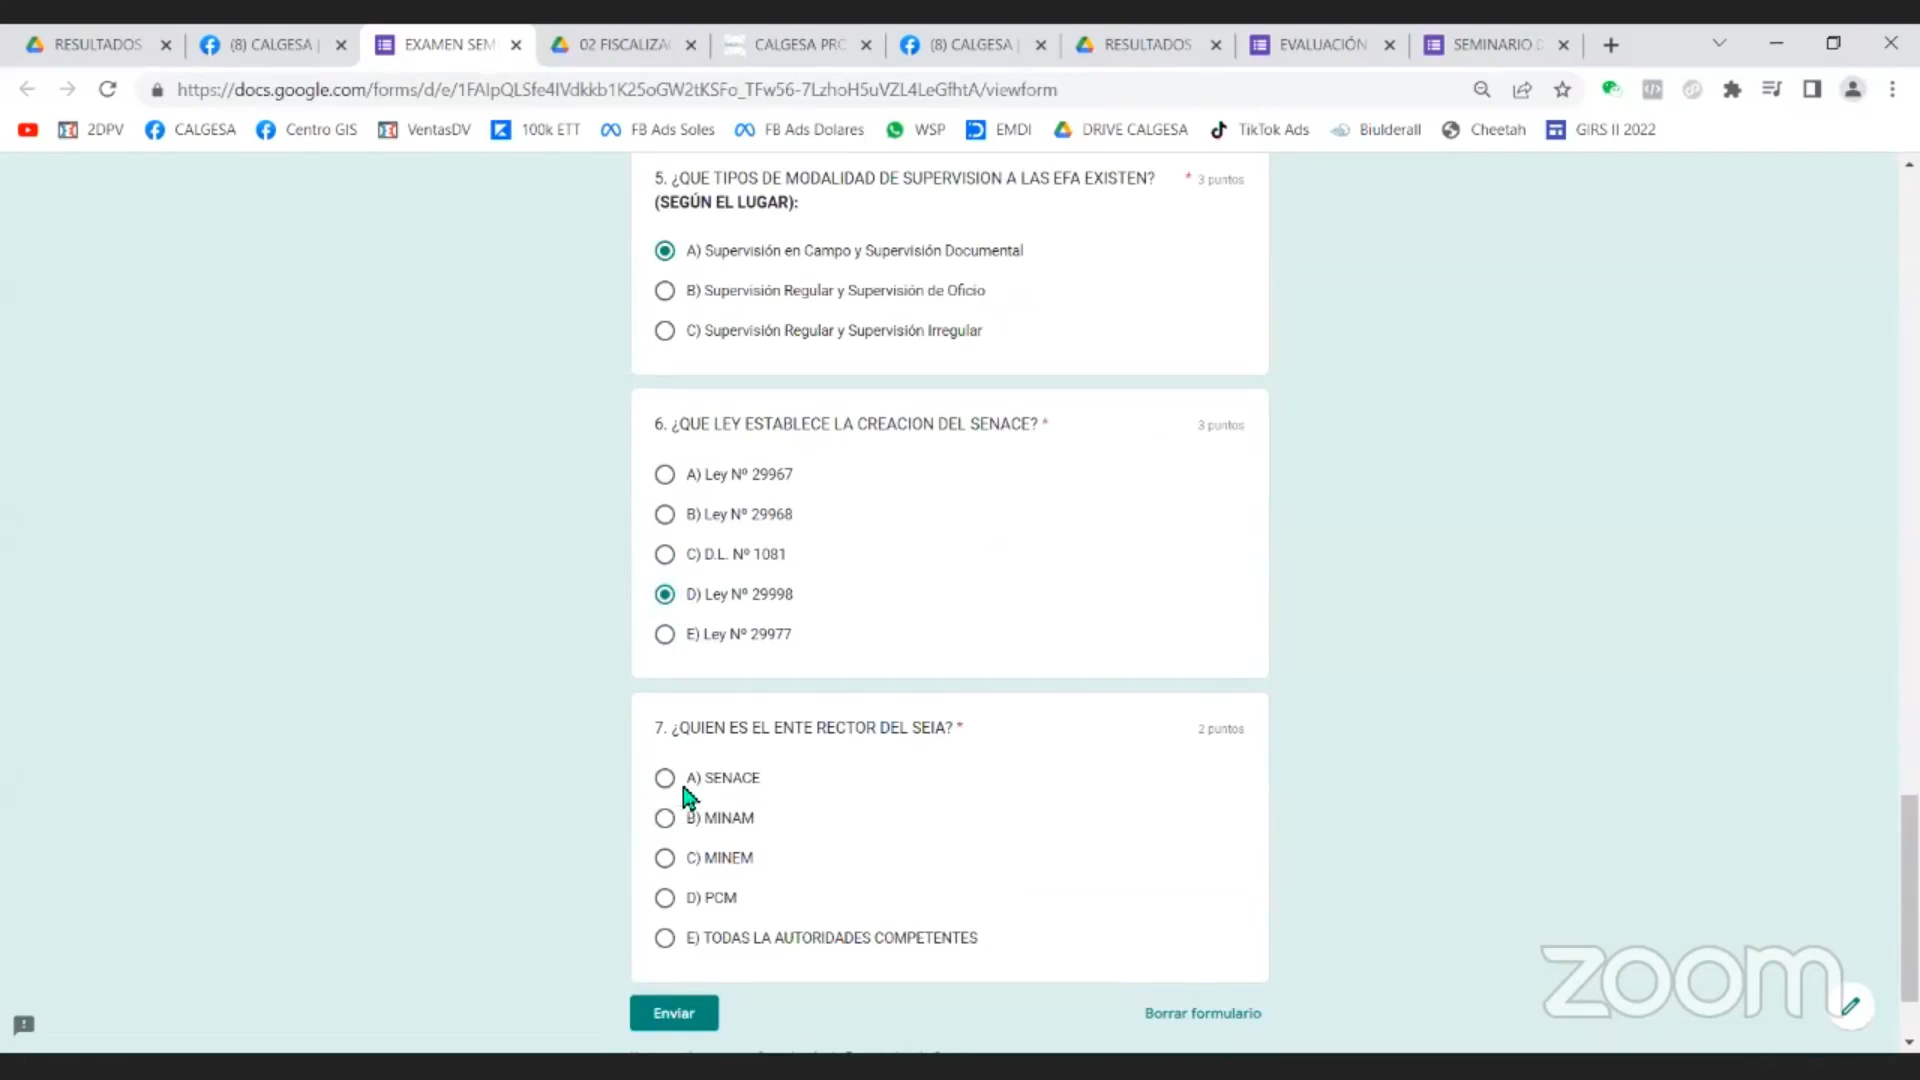 RESULTADOS
(8) CALGESA |
EXAMEN SEM
02 FISCALIZA
CALGESA PRO
(8) CALGESA |
RESULTADOS
EVALUACIÓN
SEMINARIO D
https://docs.google.com/forms/d/e/1FAIpQLSfe4IVdkkb1K25oGW2tKSFo_TFw56-7LzhoH5uVZL4LeGfhtA/viewform
2DPV
CALGESA
Centro GIS
VentasDV
100k ETT
FB Ads Soles
FB Ads Dolares
WSP
EMDI
DRIVE CALGESA
TikTok Ads
Biulderall
Cheetah
GIRS II 2022
5. ¿QUE TIPOS DE MODALIDAD DE SUPERVISION A LAS EFA EXISTEN? * 3 puntos
(SEGÚN EL LUGAR):
A) Supervisión en Campo y Supervisión Documental
B) Supervisión Regular y Supervisión de Oficio
C) Supervisión Regular y Supervisión Irregular
6. ¿QUE LEY ESTABLECE LA CREACION DEL SENACE? * 3 puntos
A) Ley Nº 29967
B) Ley Nº 29968
C) D.L. Nº 1081
D) Ley Nº 29998
E) Ley Nº 29977
7. ¿QUIEN ES EL ENTE RECTOR DEL SEIA? * 2 puntos
A) SENACE
B) MINAM
C) MINEM
D) PCM
E) TODAS LA AUTORIDADES COMPETENTES
Enviar
Borrar formulario
zoom